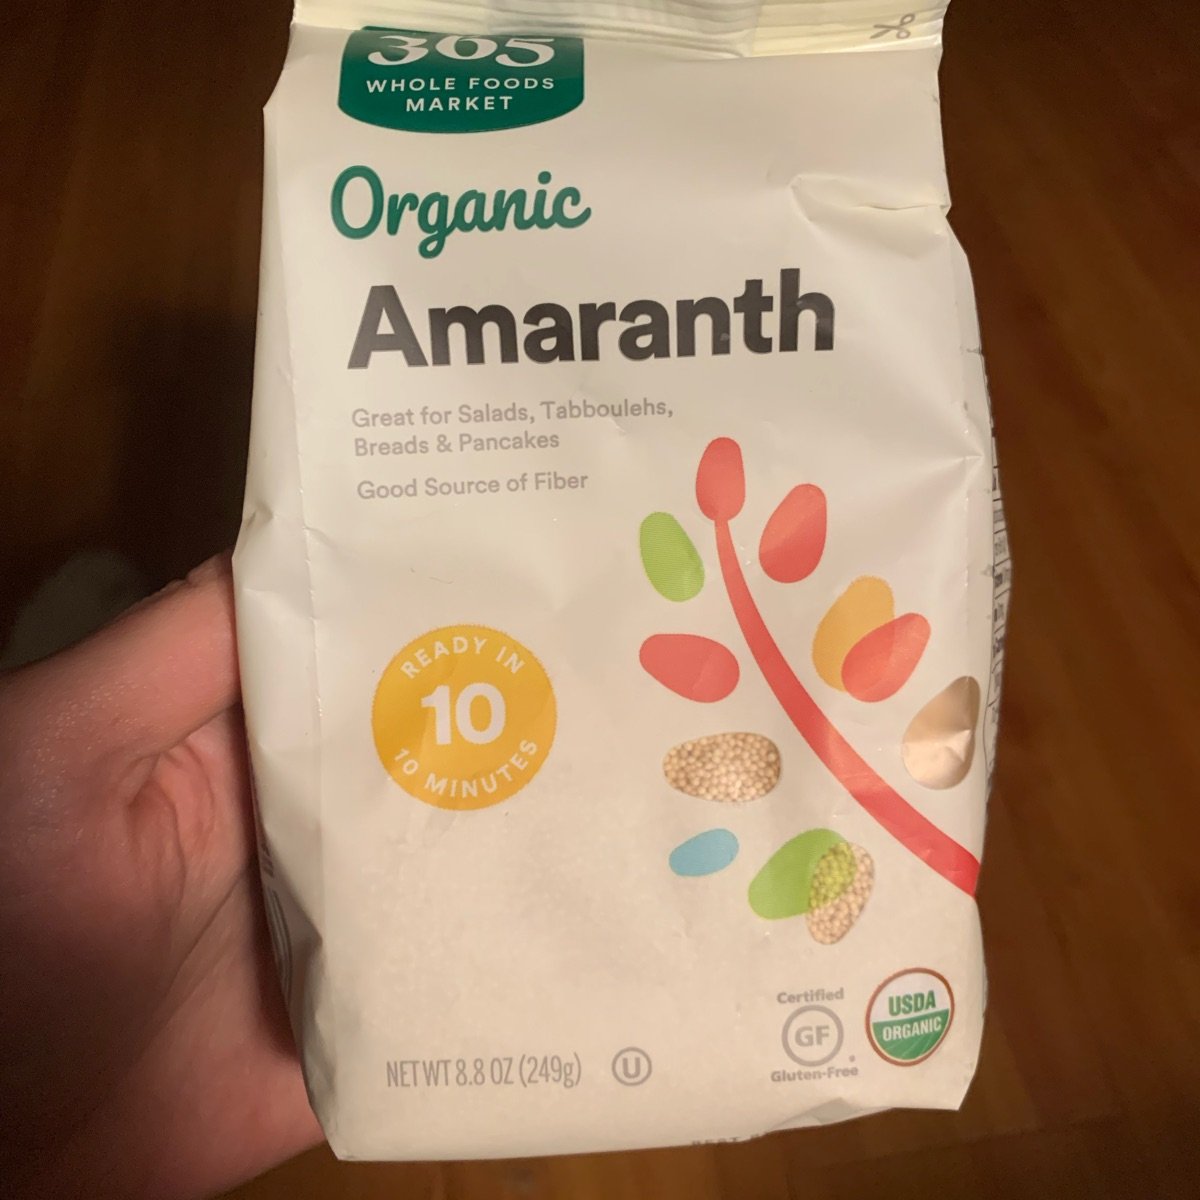 365
WHOLE FOODS
MARKET
Organic
Amaranth
Great for Salads, Tabboulehs,
Breads & Pancakes
Good Source of Fiber
READY IN
10
10 MINUTES
NET WT 8.8 OZ (249g)
U
Certified
GF
Gluten-Free
USDA
ORGANIC